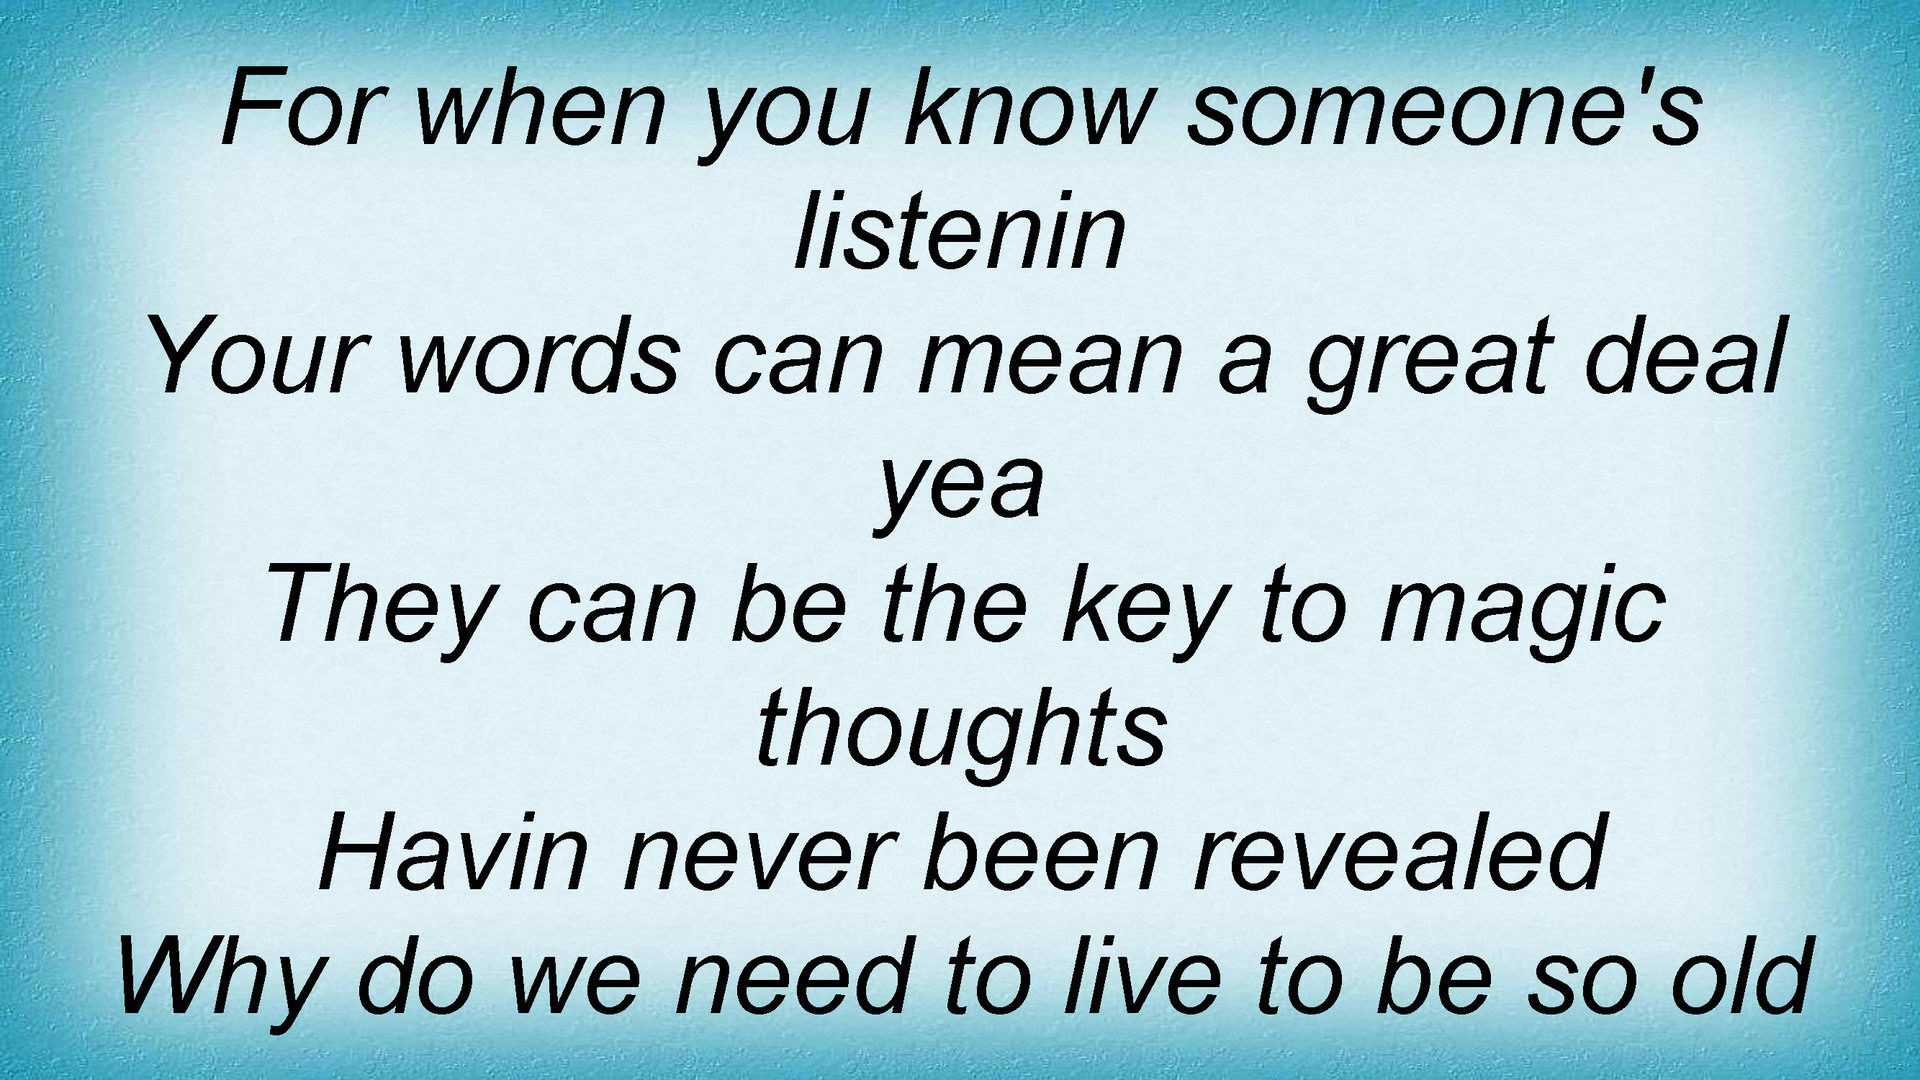 For when you know someone's
listenin
Your words can mean a great deal
yea
They can be the key to magic
thoughts
Havin never been revealed
Why do we need to live to be so old